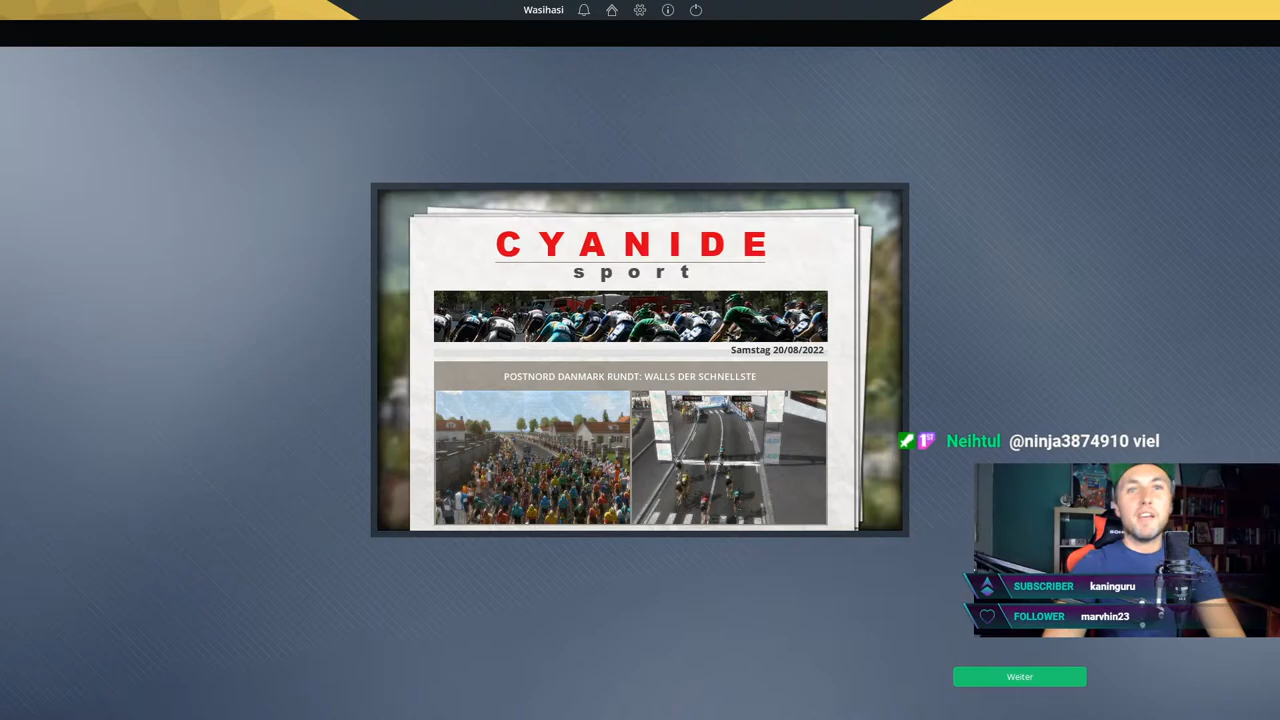 Wasihasi
CYANIDE
sport
Samstag 20/08/2022
POSTNORD DANMARK RUNDT: WALLS DER SCHNELLSTE
1ST Neihtul @ninja3874910 viel
SUBSCRIBER kaninguru
FOLLOWER marvhin23
Weiter